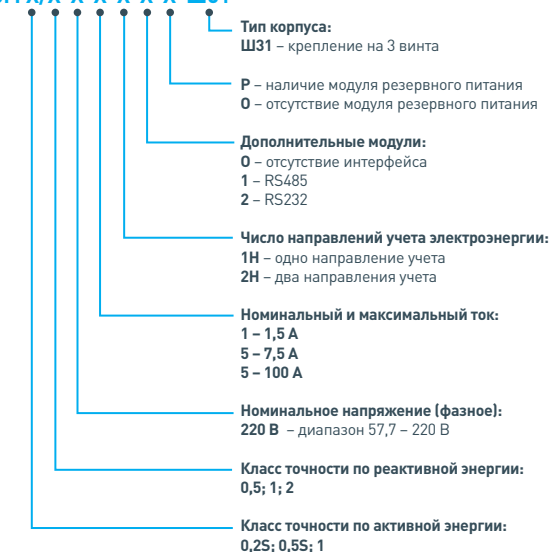 Тип корпуса:
Ш31 – крепление на 3 винта
Р – наличие модуля резервного питания
О – отсутствие модуля резервного питания
Дополнительные модули:
О – отсутствие интерфейса
1 – RS485
2 – RS232
Число направлений учета электроэнергии:
1Н – одно направление учета
2Н – два направления учета
Номинальный и максимальный ток:
1 – 1,5 А
5 – 7,5 А
5 – 100 А
Номинальное напряжение (фазное):
220 В – диапазон 57,7 – 220 В
Класс точности по реактивной энергии:
0,5; 1; 2
Класс точности по активной энергии:
0,2S; 0,5S; 1